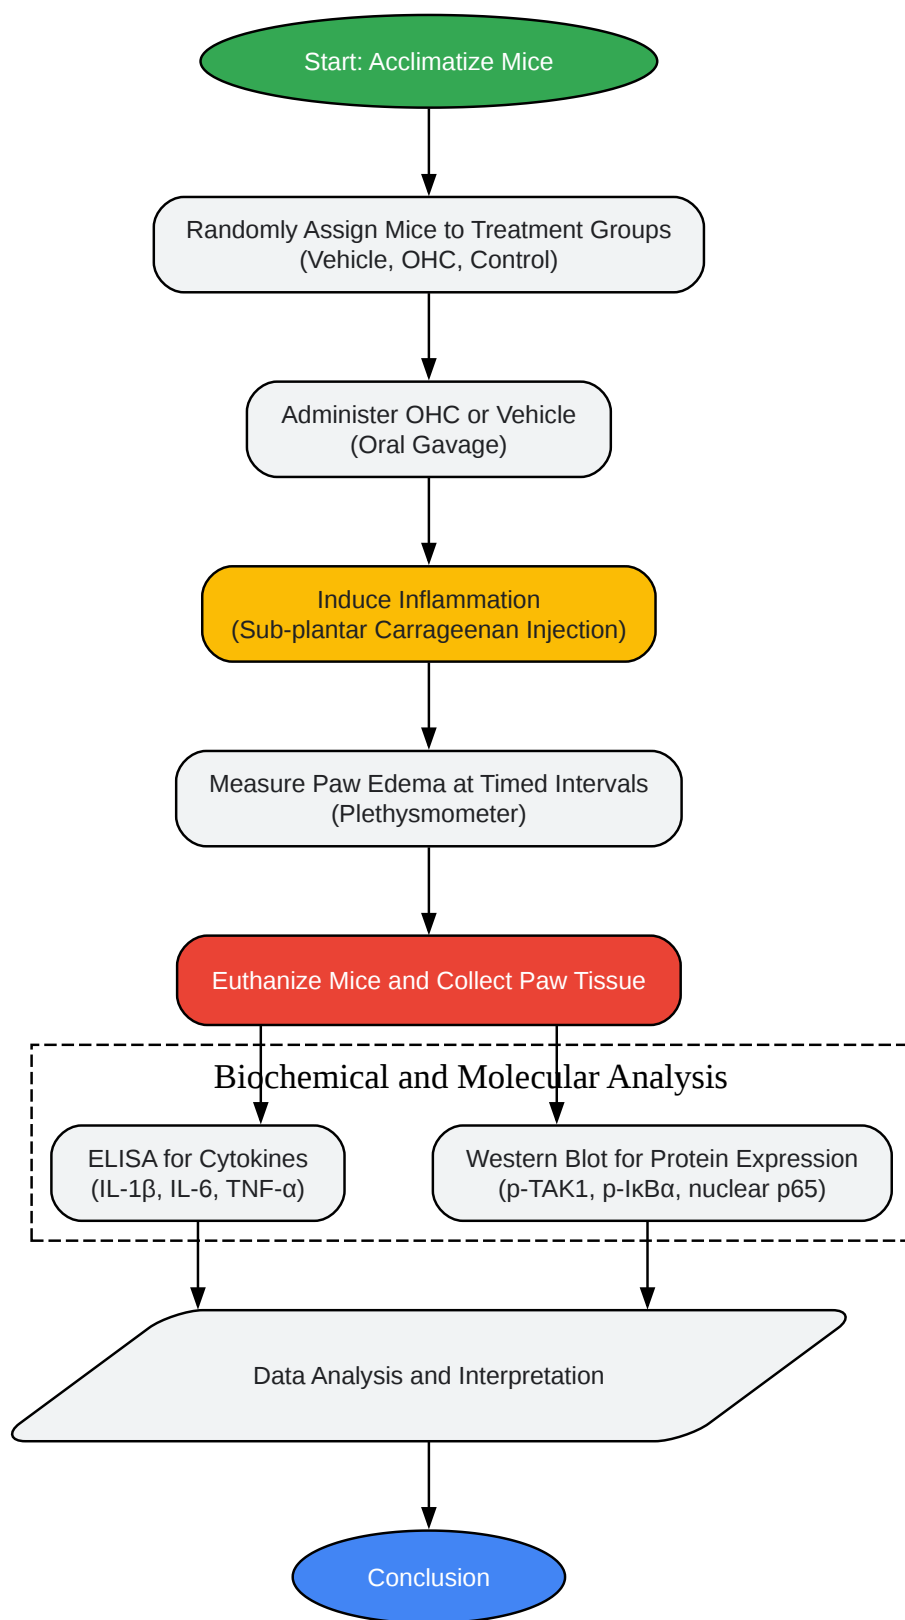 Start: Acclimatize Mice
Randomly Assign Mice to Treatment Groups
(Vehicle, OHC, Control)
Administer OHC or Vehicle
(Oral Gavage)
Induce Inflammation
(Sub-plantar Carrageenan Injection)
Measure Paw Edema at Timed Intervals
(Plethysmometer)
Euthanize Mice and Collect Paw Tissue
Biochemical and Molecular Analysis
ELISA for Cytokines
(IL-1β, IL-6, TNF-α)
Western Blot for Protein Expression
(p-TAK1, p-IκBα, nuclear p65)
Data Analysis and Interpretation
Conclusion